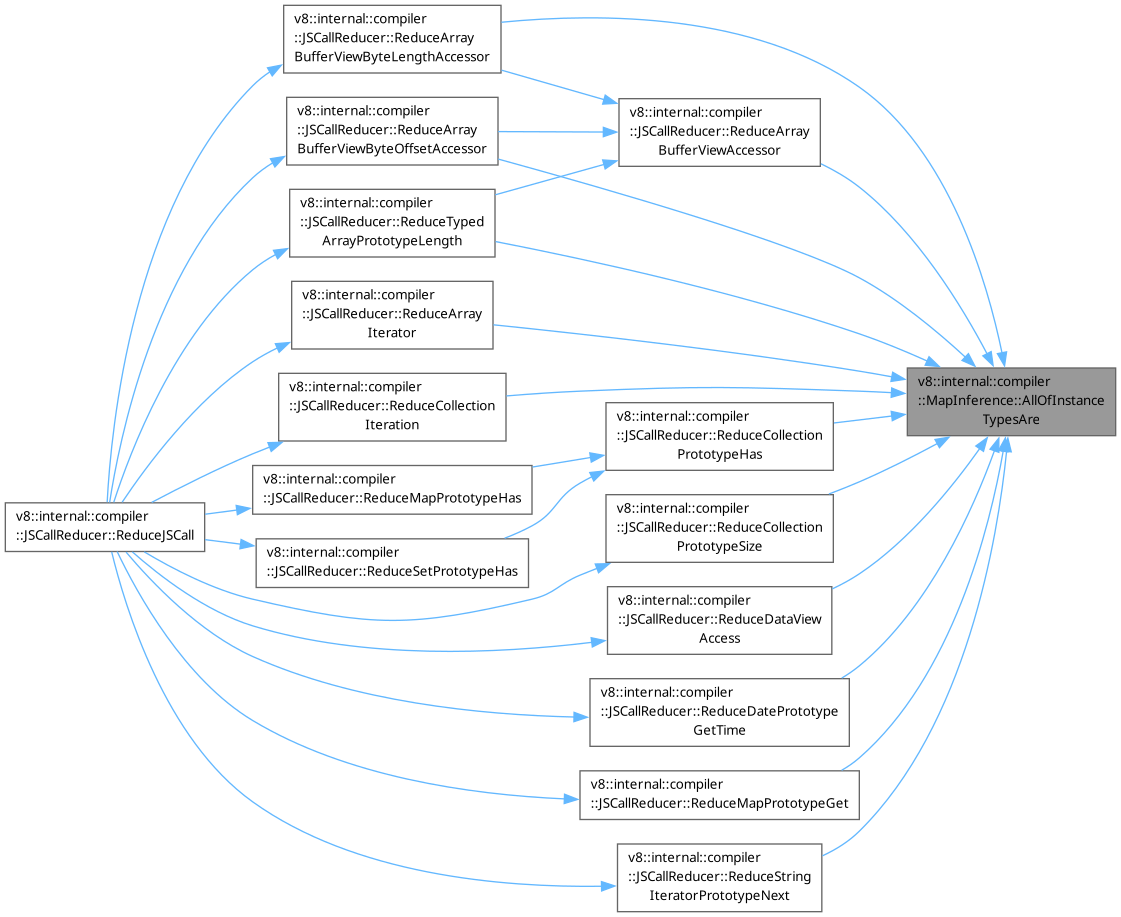 v8::internal::compiler
::JSCallReducer::ReduceArray
BufferViewByteLengthAccessor
v8::internal::compiler
::JSCallReducer::ReduceArray
BufferViewByteOffsetAccessor
v8::internal::compiler
::JSCallReducer::ReduceArray
BufferViewAccessor
v8::internal::compiler
::JSCallReducer::ReduceTyped
ArrayPrototypeLength
v8::internal::compiler
::JSCallReducer::ReduceArray
Iterator
v8::internal::compiler
::MapInference::AllOfInstance
TypesAre
v8::internal::compiler
::JSCallReducer::ReduceCollection
Iteration
v8::internal::compiler
::JSCallReducer::ReduceCollection
PrototypeHas
v8::internal::compiler
::JSCallReducer::ReduceMapPrototypeHas
v8::internal::compiler
::JSCallReducer::ReduceJSCall
v8::internal::compiler
::JSCallReducer::ReduceCollection
PrototypeSize
v8::internal::compiler
::JSCallReducer::ReduceSetPrototypeHas
v8::internal::compiler
::JSCallReducer::ReduceDataView
Access
v8::internal::compiler
::JSCallReducer::ReduceDatePrototype
GetTime
v8::internal::compiler
::JSCallReducer::ReduceMapPrototypeGet
v8::internal::compiler
::JSCallReducer::ReduceString
IteratorPrototypeNext